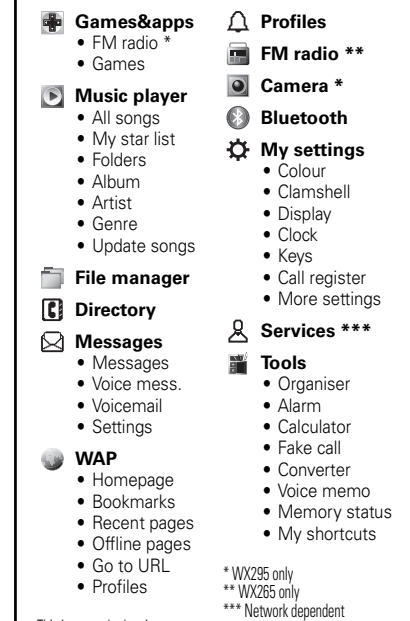 Games&apps
• FM radio *
• Games
Music player
• All songs
• My star list
• Folders
• Album
• Artist
• Genre
• Update songs
File manager
Directory
Messages
• Messages
• Voice mess.
• Voicemail
• Settings
WAP
• Homepage
• Bookmarks
• Recent pages
• Offline pages
• Go to URL
• Profiles
Profiles
FM radio **
Camera *
Bluetooth
My settings
• Colour
• Clamshell
• Display
• Clock
• Keys
• Call register
• More settings
Services ***
Tools
• Organiser
• Alarm
• Calculator
• Fake call
• Converter
• Voice memo
• Memory status
• My shortcuts
* WX295 only
** WX265 only
*** Network dependent